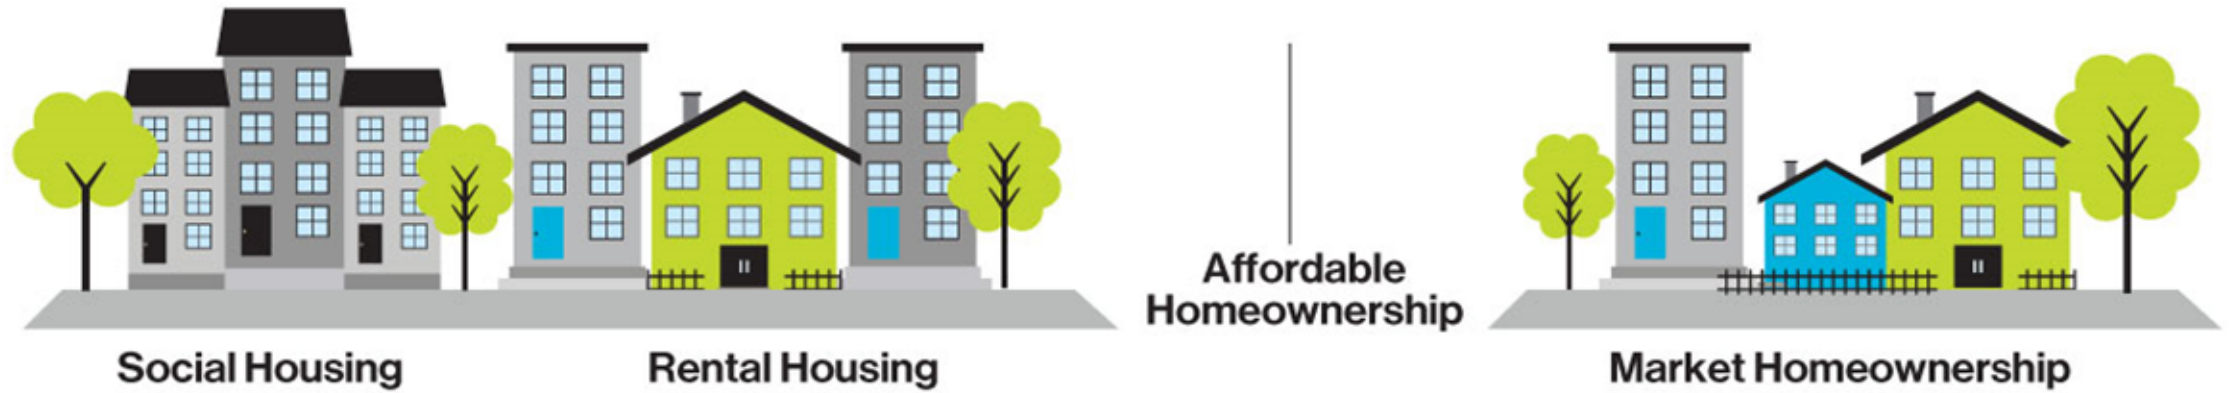 Affordable
Homeownership
Social Housing
Rental Housing
Market Homeownership